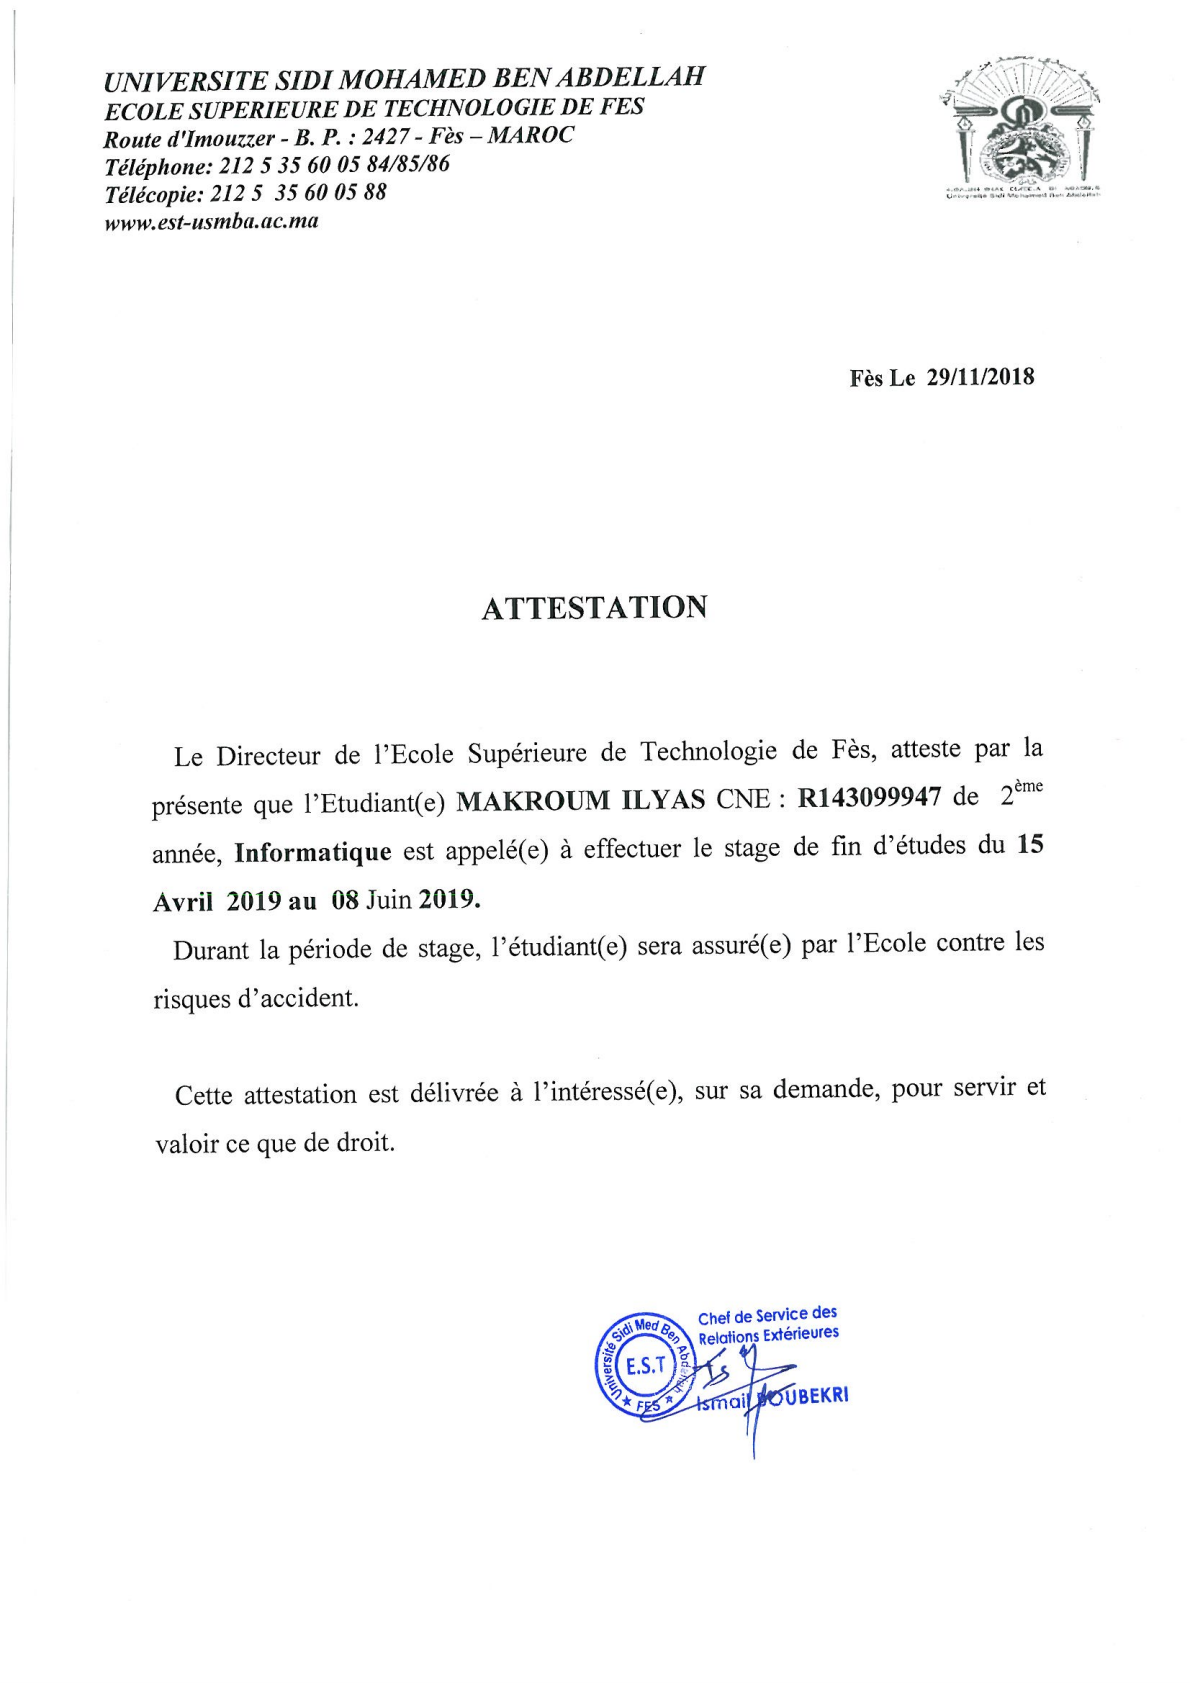 UNIVERSITE SIDI MOHAMED BEN ABDELLAH
ECOLE SUPERIEURE DE TECHNOLOGIE DE FES
Route d'Imouzzer - B. P. : 2427 - Fès – MAROC
Téléphone: 212 5 35 60 05 84/85/86
Télécopie: 212 5 35 60 05 88
www.est-usmba.ac.ma
Université Sidi Mohamed Ben Abdellah
Fès Le 29/11/2018
ATTESTATION
Le Directeur de l’Ecole Supérieure de Technologie de Fès, atteste par la
présente que l’Etudiant(e) MAKROUM ILYAS CNE : R143099947 de 2ème
année, Informatique est appelé(e) à effectuer le stage de fin d’études du 15
Avril 2019 au 08 Juin 2019.
Durant la période de stage, l’étudiant(e) sera assuré(e) par l’Ecole contre les
risques d’accident.
Cette attestation est délivrée à l’intéressé(e), sur sa demande, pour servir et
valoir ce que de droit.
Université Sidi Med Ben Abdellah
E.S.T
★ FES ★
Chef de Service des
Relations Extérieures
Ismail BOUBEKRI